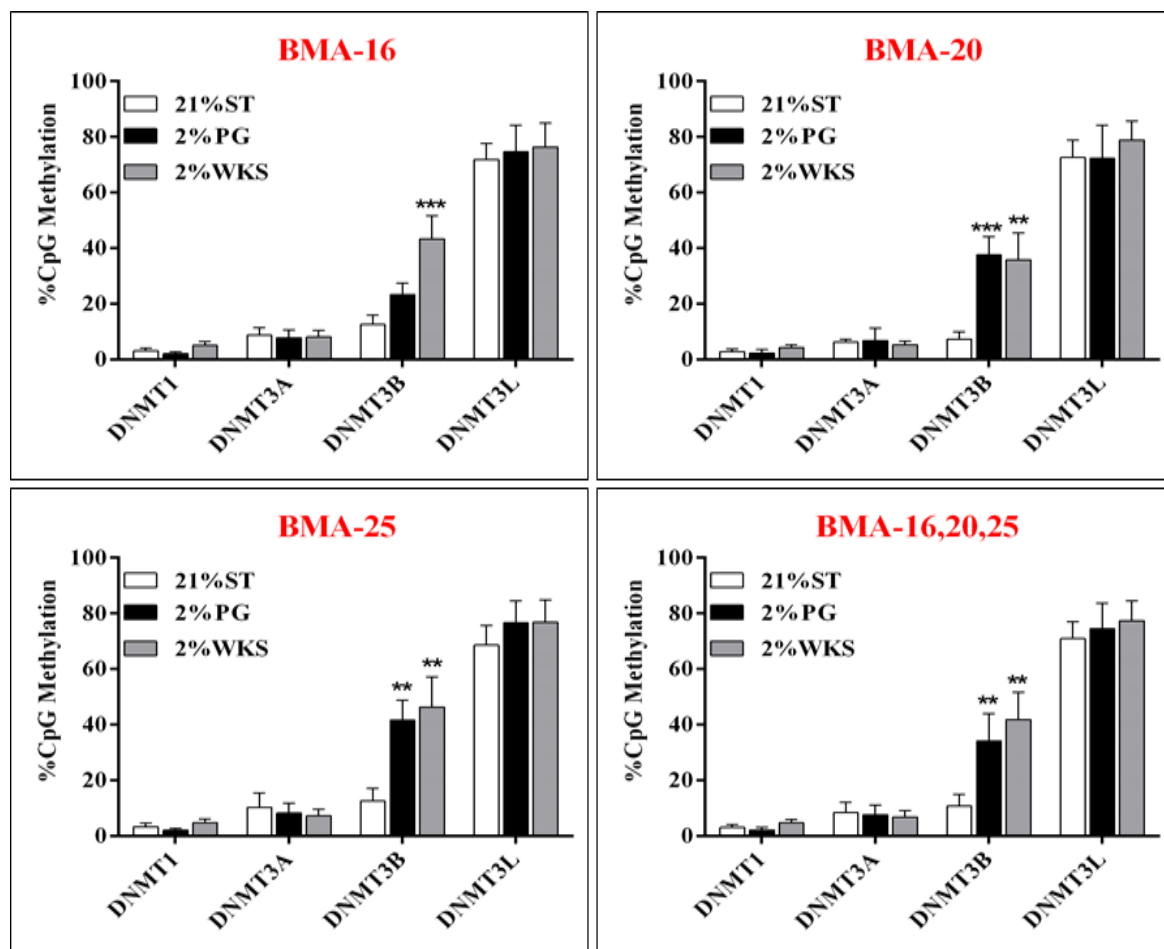 BMA-16
%CpG Methylation
100
80
60
40
20
0
21%ST
2%PG
2%WKS
***
DNMT1
DNMT3A
DNMT3B
DNMT3L
BMA-20
%CpG Methylation
100
80
60
40
20
0
21%ST
2%PG
2%WKS
*** **
DNMT1
DNMT3A
DNMT3B
DNMT3L
BMA-25
%CpG Methylation
100
80
60
40
20
0
21%ST
2%PG
2%WKS
** **
DNMT1
DNMT3A
DNMT3B
DNMT3L
BMA-16,20,25
%CpG Methylation
100
80
60
40
20
0
21%ST
2%PG
2%WKS
** **
DNMT1
DNMT3A
DNMT3B
DNMT3L